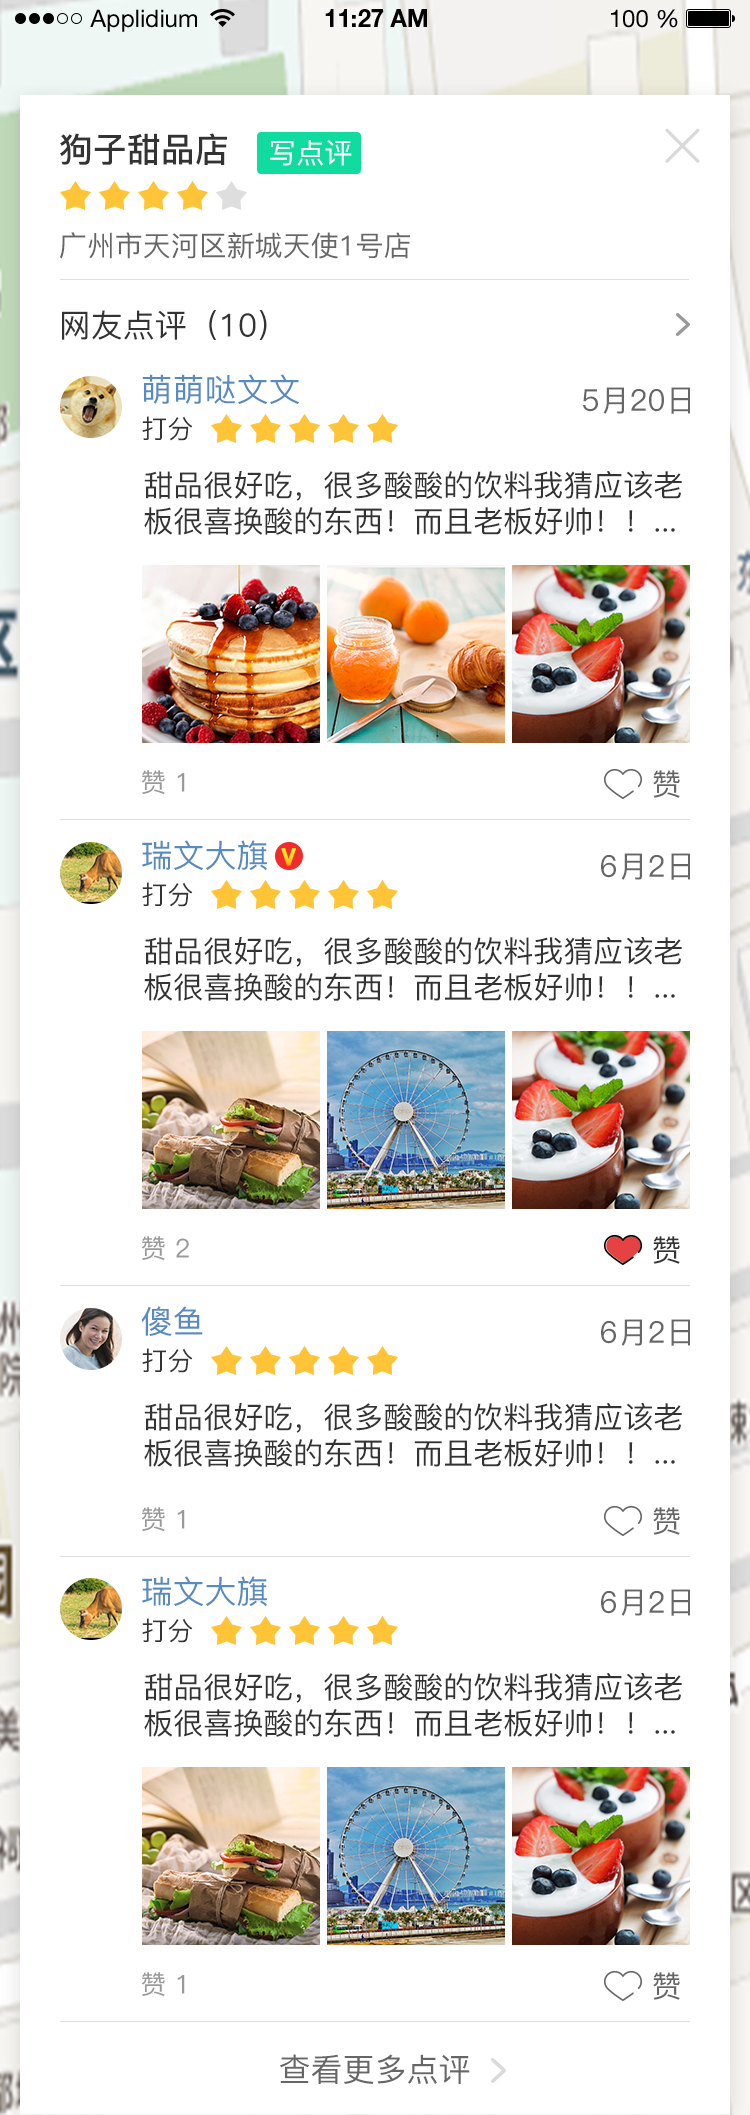 Applidium 11:27 AM 100 %
狗子甜品店 写点评
广州市天河区新城天使1号店
网友点评（10）
萌萌哒文文 5月20日
打分
甜品很好吃，很多酸酸的饮料我猜应该老
板很喜换酸的东西！而且老板好帅！！...
赞 1 赞
瑞文大旗 V 6月2日
打分
甜品很好吃，很多酸酸的饮料我猜应该老
板很喜换酸的东西！而且老板好帅！！...
赞 2 赞
傻鱼 6月2日
打分
甜品很好吃，很多酸酸的饮料我猜应该老
板很喜换酸的东西！而且老板好帅！！...
赞 1 赞
瑞文大旗 6月2日
打分
甜品很好吃，很多酸酸的饮料我猜应该老
板很喜换酸的东西！而且老板好帅！！...
赞 1 赞
查看更多点评